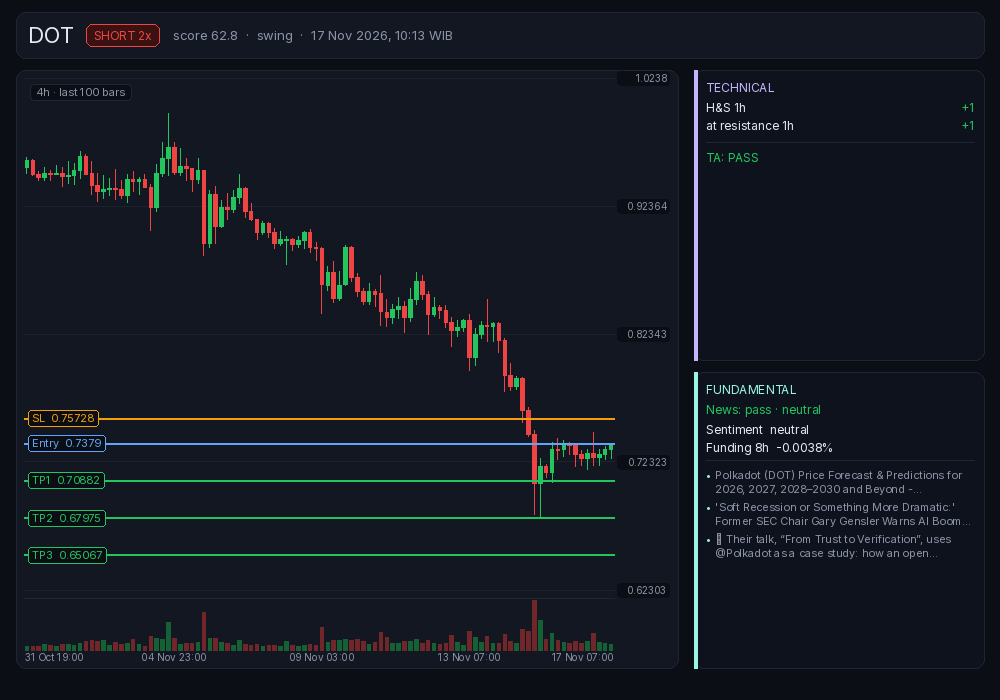 DOT SHORT 2x score 62.8 · swing · 17 Nov 2026, 10:13 WIB
4h · last 100 bars
1.0238
0.92364
0.82343
0.72323
0.62303
SL 0.75728
Entry 0.7379
TP1 0.70882
TP2 0.67975
TP3 0.65067
31 Oct 19:00 04 Nov 23:00 09 Nov 03:00 13 Nov 07:00 17 Nov 07:00
TECHNICAL
H&S 1h +1
at resistance 1h +1
TA: PASS
FUNDAMENTAL
News: pass · neutral
Sentiment neutral
Funding 8h -0.0038%
• Polkadot (DOT) Price Forecast & Predictions for
2026, 2027, 2028–2030 and Beyond -...
• 'Soft Recession or Something More Dramatic:'
Former SEC Chair Gary Gensler Warns AI Boom...
• Their talk, “From Trust to Verification”, uses
@Polkadot as a case study: how an open...